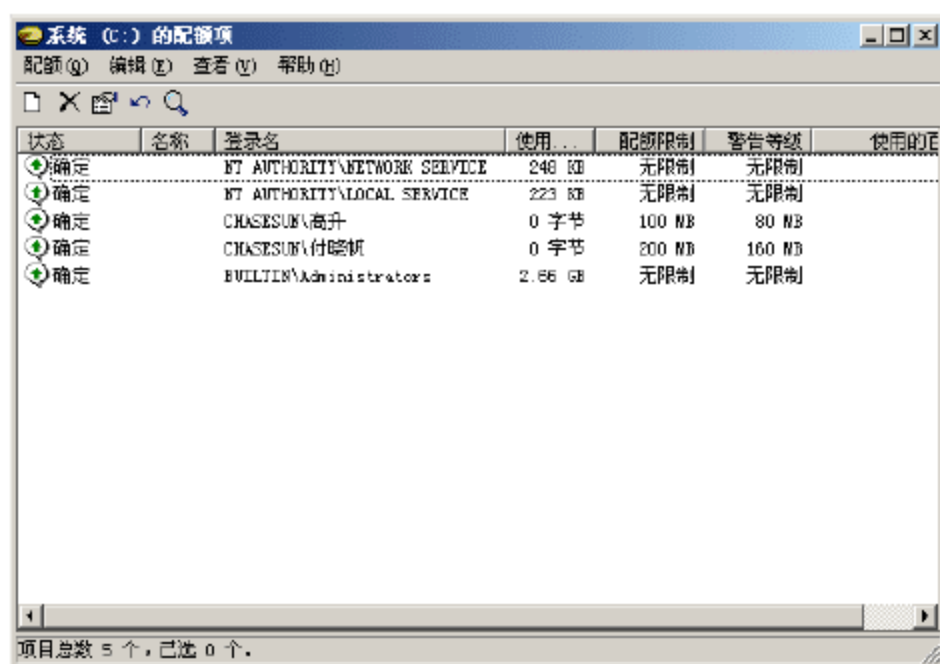 系统 (C:) 的配额项
配额(Q) 编辑(E) 查看(V) 帮助(H)
状态 名称 登录名 使用... 配额限制 警告等级 使用的百
确定 NT AUTHORITY\NETWORK SERVICE 248 KB 无限制 无限制
确定 NT AUTHORITY\LOCAL SERVICE 223 KB 无限制 无限制
确定 CHASESUN\高升 0 字节 100 MB 80 MB
确定 CHASESUN\付晓帆 0 字节 200 MB 160 MB
确定 BUILTIN\Administrators 2.66 GB 无限制 无限制
项目总数 5 个，已选 0 个.